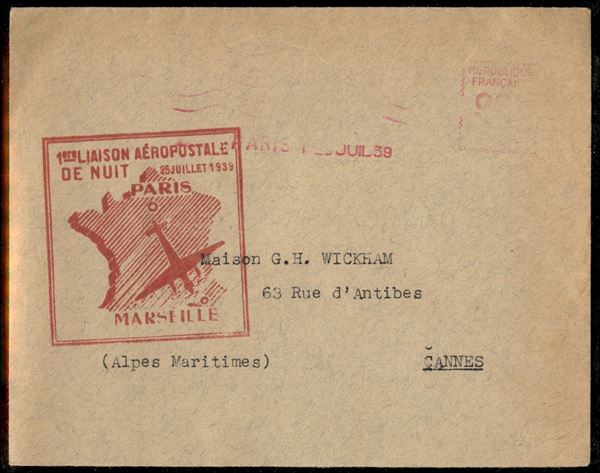 RÉPUBLIQUE
FRANÇAISE
PARIS 1 25 JUIL 39
1ère LIAISON AÉROPOSTALE
DE NUIT 25 JUILLET 1939
PARIS
MARSEILLE
Maison G.H. WICKHAM
63 Rue d'Antibes
(Alpes Maritimes) CANNES